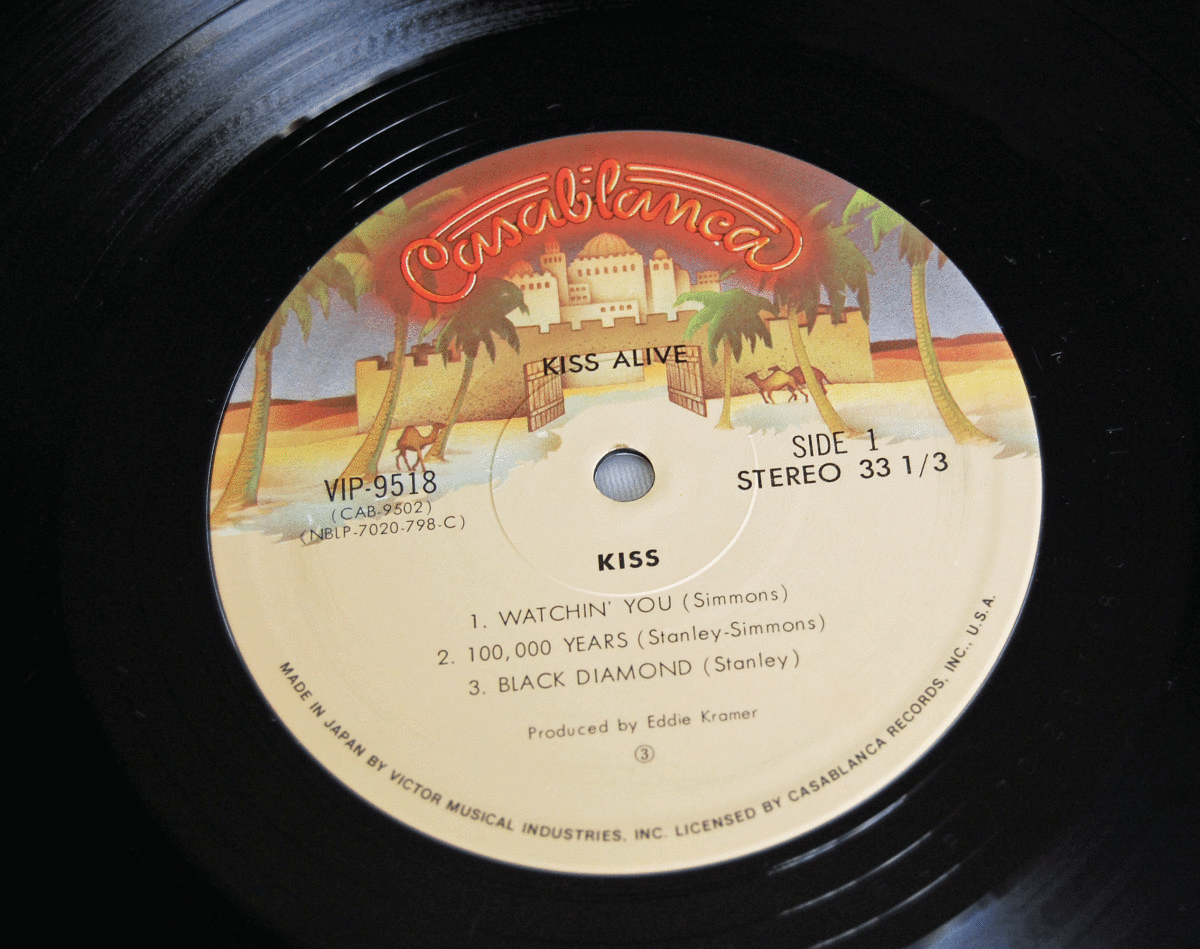 Casablanca
KISS ALIVE
SIDE 1
STEREO 33 1/3
VIP-9518
(CAB-9502)
(NBLP-7020-798-C)
KISS
1. WATCHIN' YOU (Simmons)
2. 100,000 YEARS (Stanley-Simmons)
3. BLACK DIAMOND (Stanley)
Produced by Eddie Kramer
③
MADE IN JAPAN BY VICTOR MUSICAL INDUSTRIES, INC. LICENSED BY CASABLANCA RECORDS, INC., U.S.A.